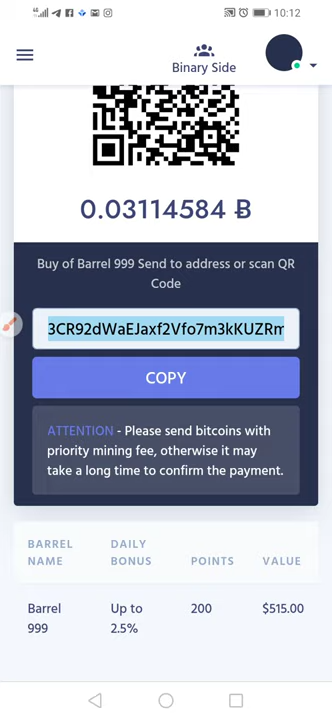 10:12
Binary Side
0.03114584 Ƀ
Buy of Barrel 999 Send to address or scan QR
Code
3CR92dWaEJaxf2Vfo7m3kKUZRm
COPY
ATTENTION - Please send bitcoins with
priority mining fee, otherwise it may
take a long time to confirm the payment.
BARREL NAME DAILY BONUS POINTS VALUE
Barrel 999 Up to 2.5% 200 $515.00